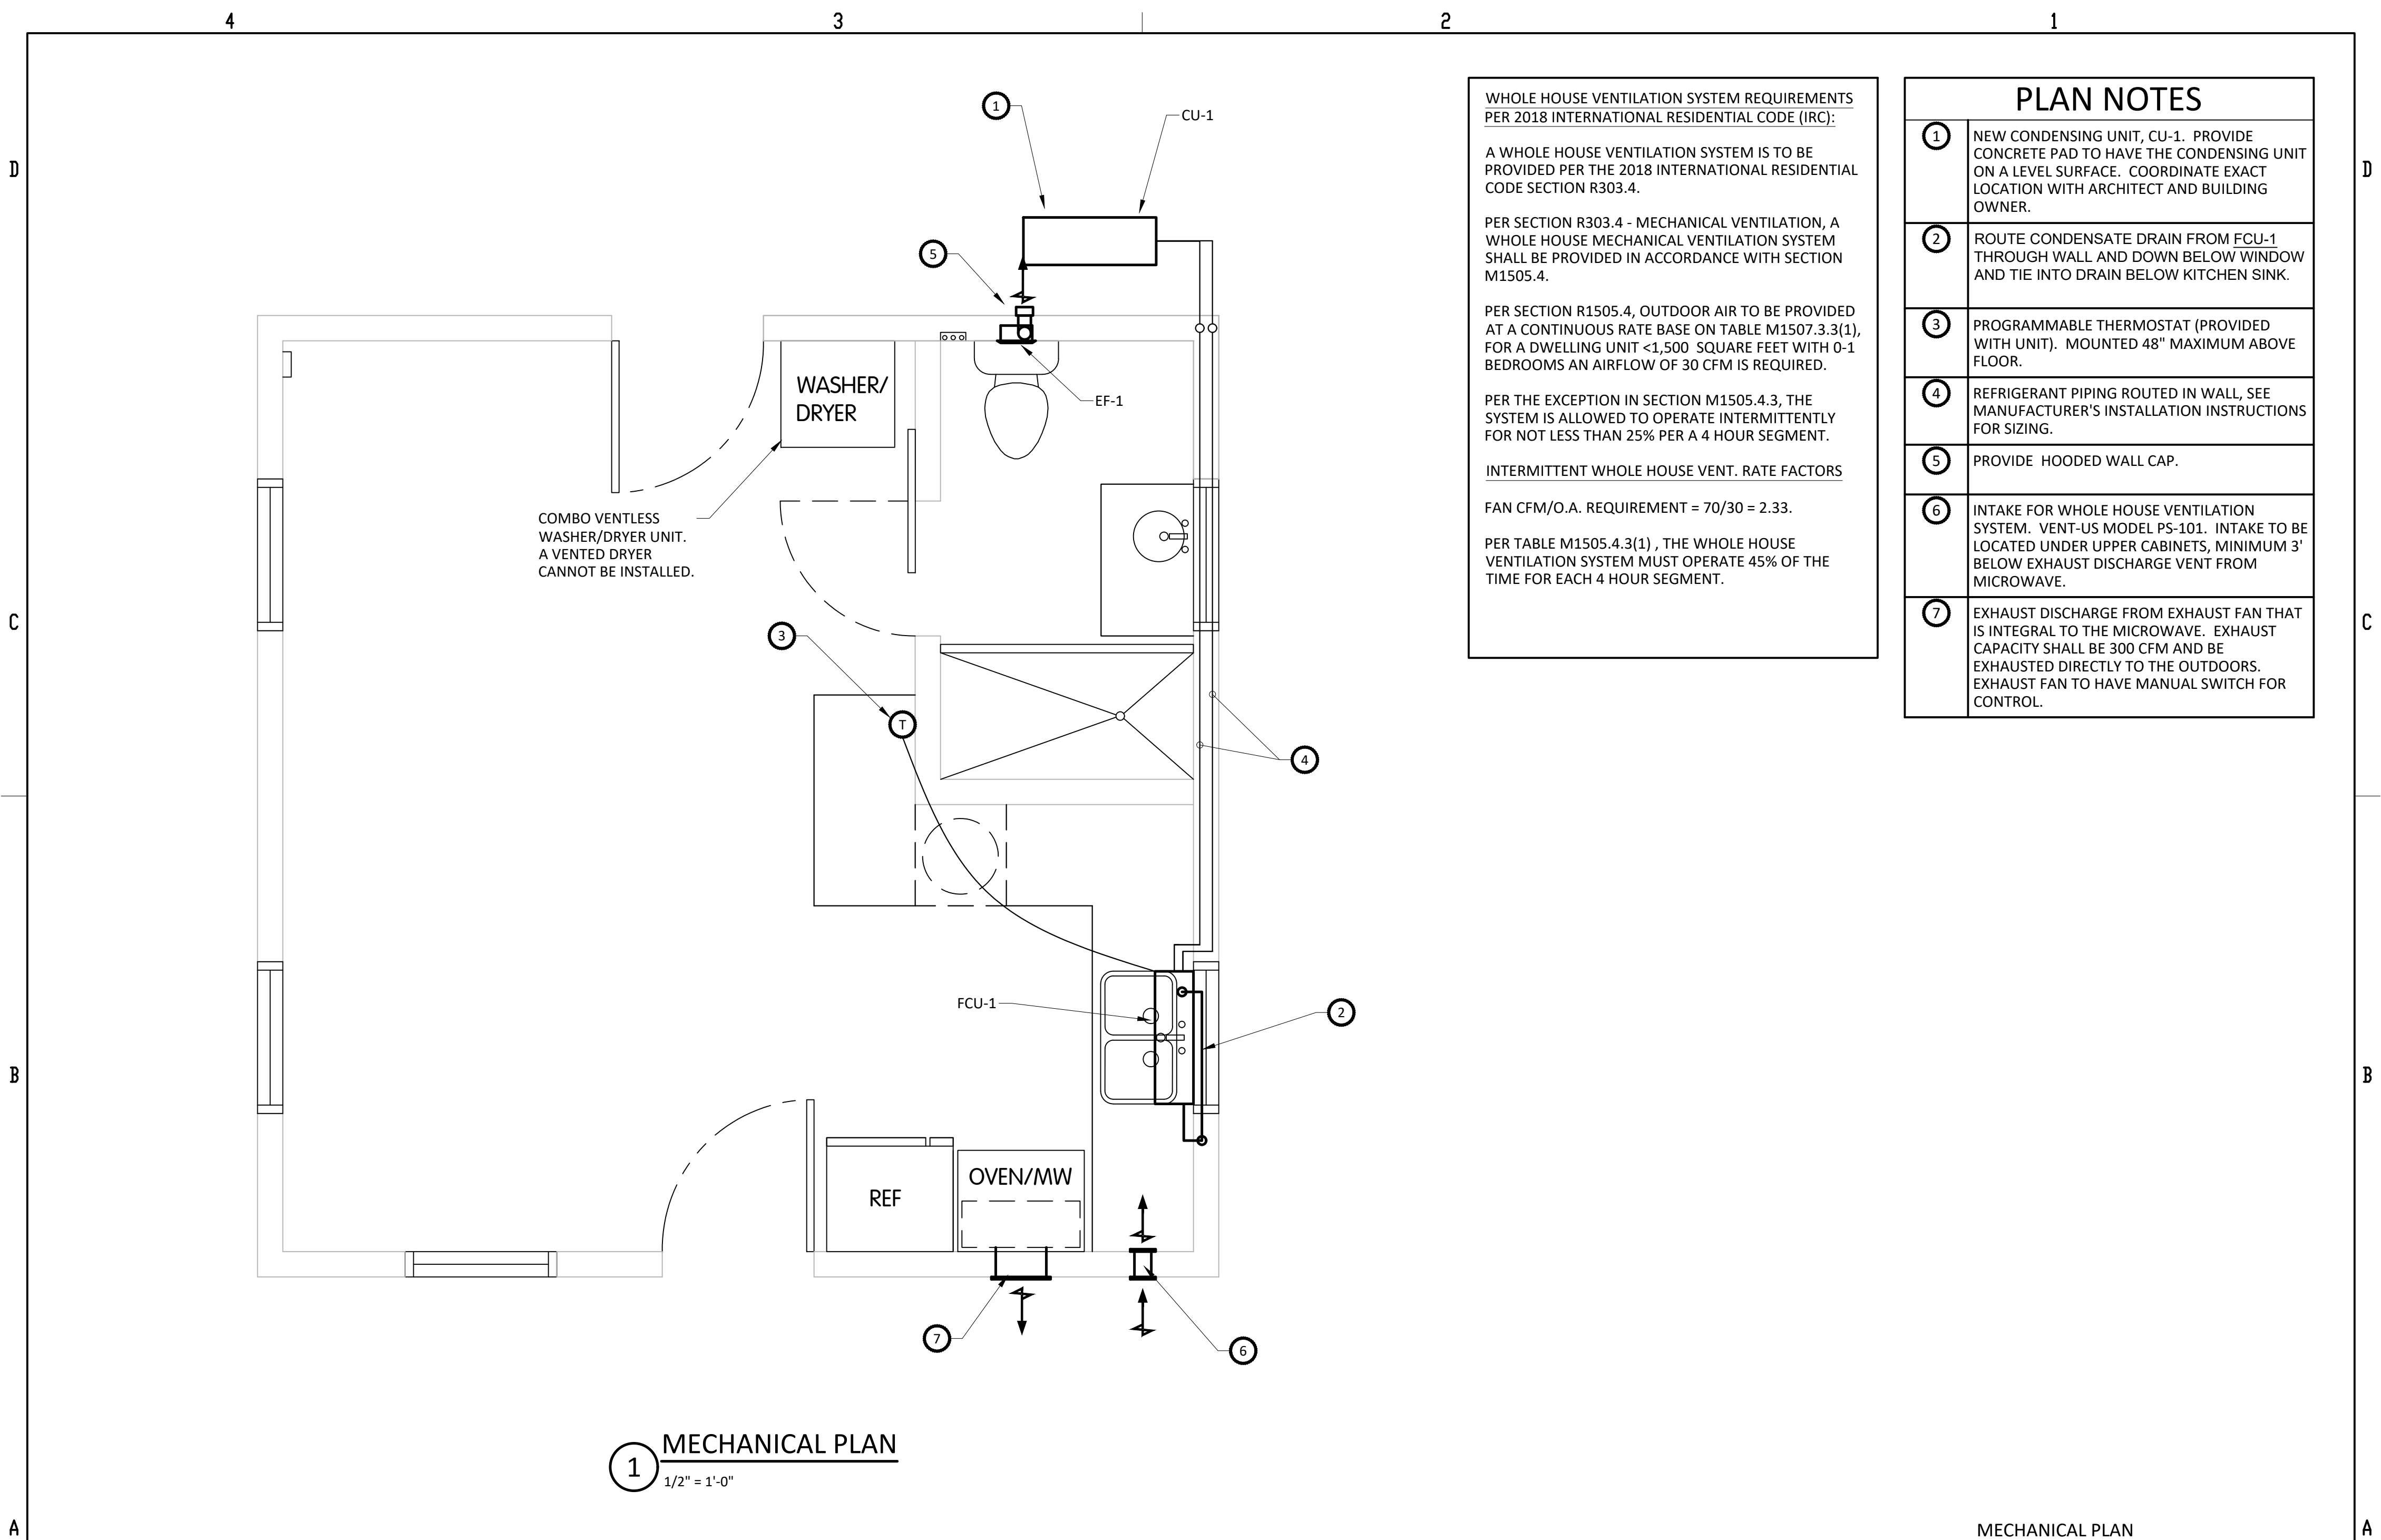 4
3
2
1
D
D
C
C
B
B
A
A
1
CU-1
5
EF-1
WASHER/
DRYER
COMBO VENTLESS
WASHER/DRYER UNIT.
A VENTED DRYER
CANNOT BE INSTALLED.
3
T
4
FCU-1
2
REF
OVEN/MW
7
6
1
MECHANICAL PLAN
1/2" = 1'-0"
WHOLE HOUSE VENTILATION SYSTEM REQUIREMENTS
PER 2018 INTERNATIONAL RESIDENTIAL CODE (IRC):
A WHOLE HOUSE VENTILATION SYSTEM IS TO BE
PROVIDED PER THE 2018 INTERNATIONAL RESIDENTIAL
CODE SECTION R303.4.
PER SECTION R303.4 - MECHANICAL VENTILATION, A
WHOLE HOUSE MECHANICAL VENTILATION SYSTEM
SHALL BE PROVIDED IN ACCORDANCE WITH SECTION
M1505.4.
PER SECTION R1505.4, OUTDOOR AIR TO BE PROVIDED
AT A CONTINUOUS RATE BASE ON TABLE M1507.3.3(1),
FOR A DWELLING UNIT <1,500 SQUARE FEET WITH 0-1
BEDROOMS AN AIRFLOW OF 30 CFM IS REQUIRED.
PER THE EXCEPTION IN SECTION M1505.4.3, THE
SYSTEM IS ALLOWED TO OPERATE INTERMITTENTLY
FOR NOT LESS THAN 25% PER A 4 HOUR SEGMENT.
INTERMITTENT WHOLE HOUSE VENT. RATE FACTORS
FAN CFM/O.A. REQUIREMENT = 70/30 = 2.33.
PER TABLE M1505.4.3(1) , THE WHOLE HOUSE
VENTILATION SYSTEM MUST OPERATE 45% OF THE
TIME FOR EACH 4 HOUR SEGMENT.
PLAN NOTES
1 NEW CONDENSING UNIT, CU-1. PROVIDE
CONCRETE PAD TO HAVE THE CONDENSING UNIT
ON A LEVEL SURFACE. COORDINATE EXACT
LOCATION WITH ARCHITECT AND BUILDING
OWNER.
2 ROUTE CONDENSATE DRAIN FROM FCU-1
THROUGH WALL AND DOWN BELOW WINDOW
AND TIE INTO DRAIN BELOW KITCHEN SINK.
3 PROGRAMMABLE THERMOSTAT (PROVIDED
WITH UNIT). MOUNTED 48" MAXIMUM ABOVE
FLOOR.
4 REFRIGERANT PIPING ROUTED IN WALL, SEE
MANUFACTURER'S INSTALLATION INSTRUCTIONS
FOR SIZING.
5 PROVIDE HOODED WALL CAP.
6 INTAKE FOR WHOLE HOUSE VENTILATION
SYSTEM. VENT-US MODEL PS-101. INTAKE TO BE
LOCATED UNDER UPPER CABINETS, MINIMUM 3'
BELOW EXHAUST DISCHARGE VENT FROM
MICROWAVE.
7 EXHAUST DISCHARGE FROM EXHAUST FAN THAT
IS INTEGRAL TO THE MICROWAVE. EXHAUST
CAPACITY SHALL BE 300 CFM AND BE
EXHAUSTED DIRECTLY TO THE OUTDOORS.
EXHAUST FAN TO HAVE MANUAL SWITCH FOR
CONTROL.
MECHANICAL PLAN